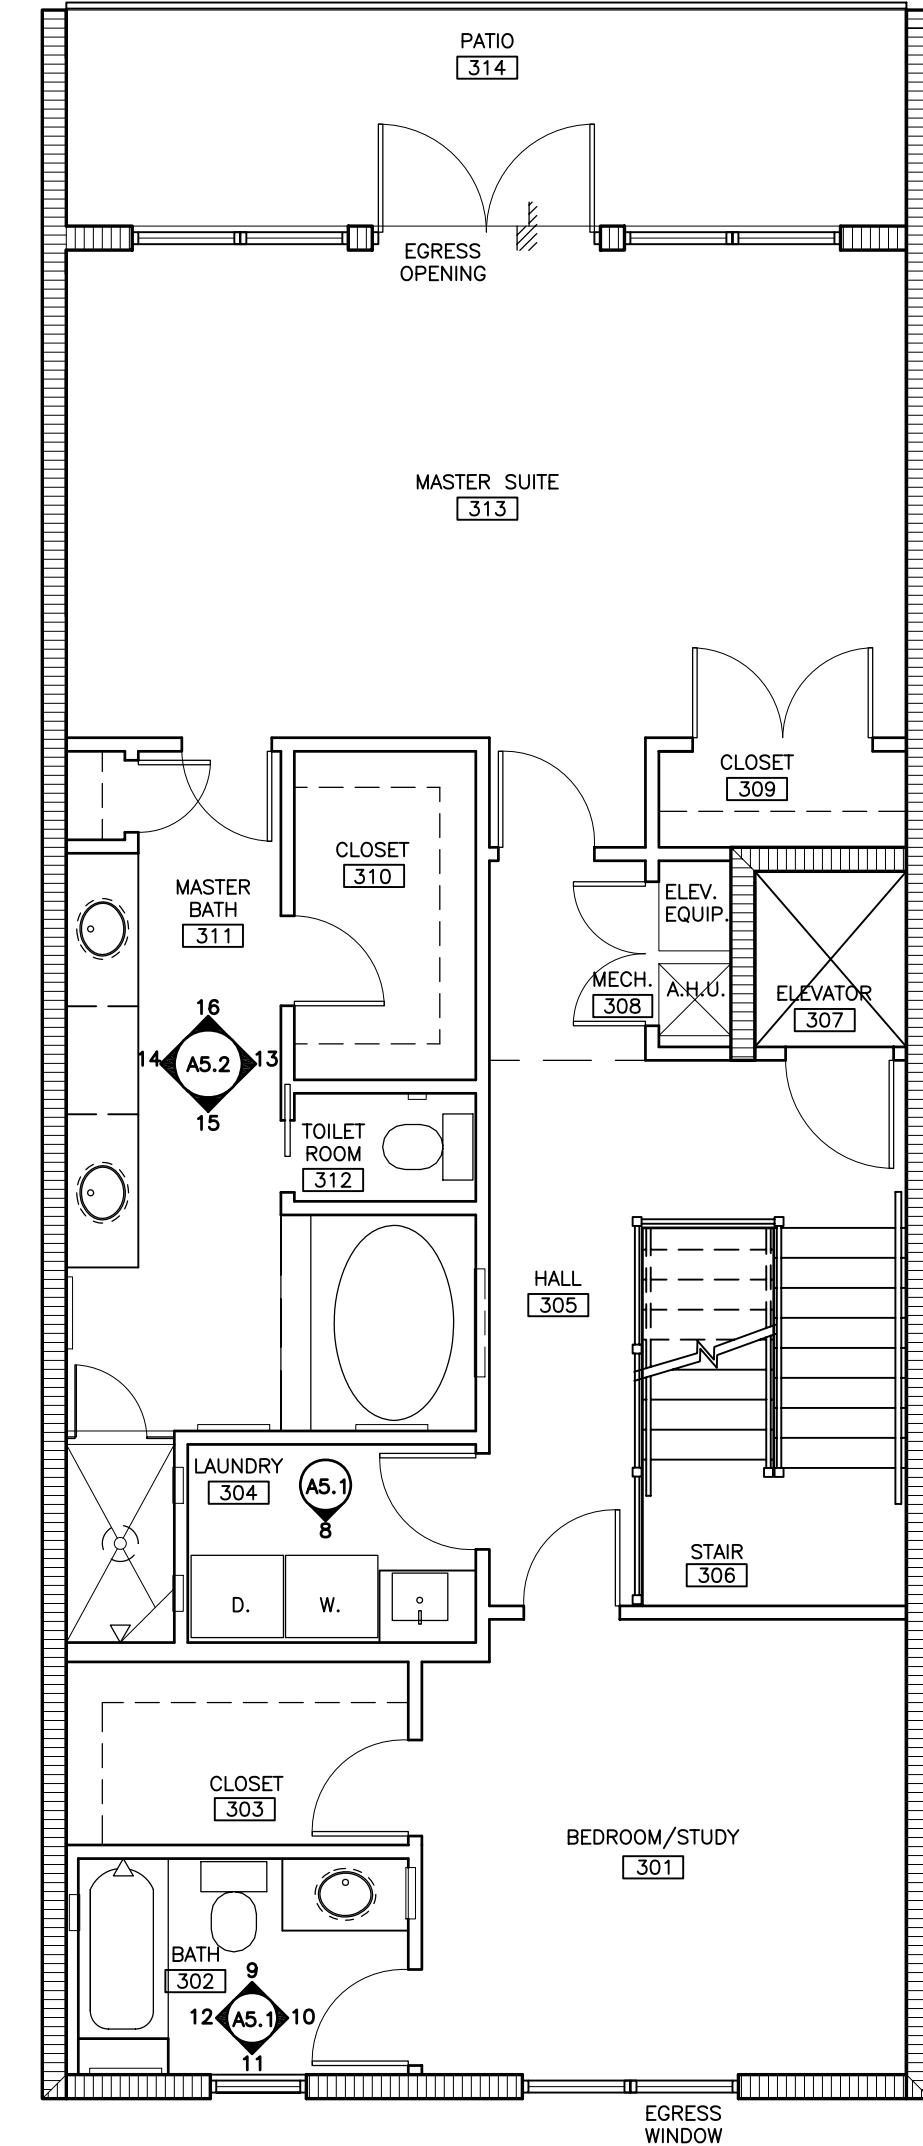 PATIO
314
EGRESS
OPENING
MASTER SUITE
313
CLOSET
309
CLOSET
310
MASTER
BATH
311
ELEV.
EQUIP.
MECH.
308
A.H.U.
ELEVATOR
307
16
14 A5.2 13
15
TOILET
ROOM
312
HALL
305
LAUNDRY
304
A5.1
8
STAIR
306
D.
W.
CLOSET
303
BEDROOM/STUDY
301
BATH
302
9
12 A5.1 10
11
EGRESS
WINDOW